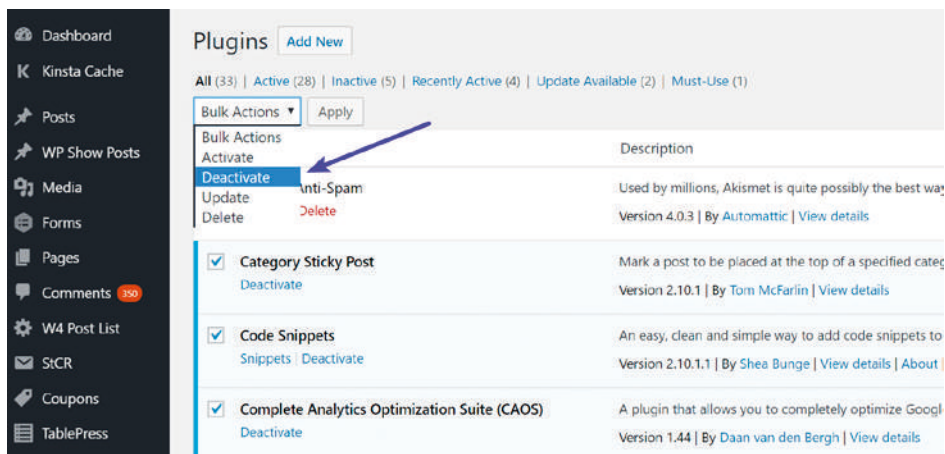 Dashboard
Kinsta Cache
Posts
WP Show Posts
Media
Forms
Pages
Comments 350
W4 Post List
StCR
Coupons
TablePress
Plugins Add New
All (33) | Active (28) | Inactive (5) | Recently Active (4) | Update Available (2) | Must-Use (1)
Bulk Actions ▼ Apply
Bulk Actions
Activate
Deactivate
Update
Delete
Description
Anti-Spam
Delete
Used by millions, Akismet is quite possibly the best way
Version 4.0.3 | By Automattic | View details
Category Sticky Post
Deactivate
Mark a post to be placed at the top of a specified categ
Version 2.10.1 | By Tom McFarlin | View details
Code Snippets
Snippets | Deactivate
An easy, clean and simple way to add code snippets to
Version 2.10.1.1 | By Shea Bunge | View details | About |
Complete Analytics Optimization Suite (CAOS)
Deactivate
A plugin that allows you to completely optimize Googl
Version 1.44 | By Daan van den Bergh | View details